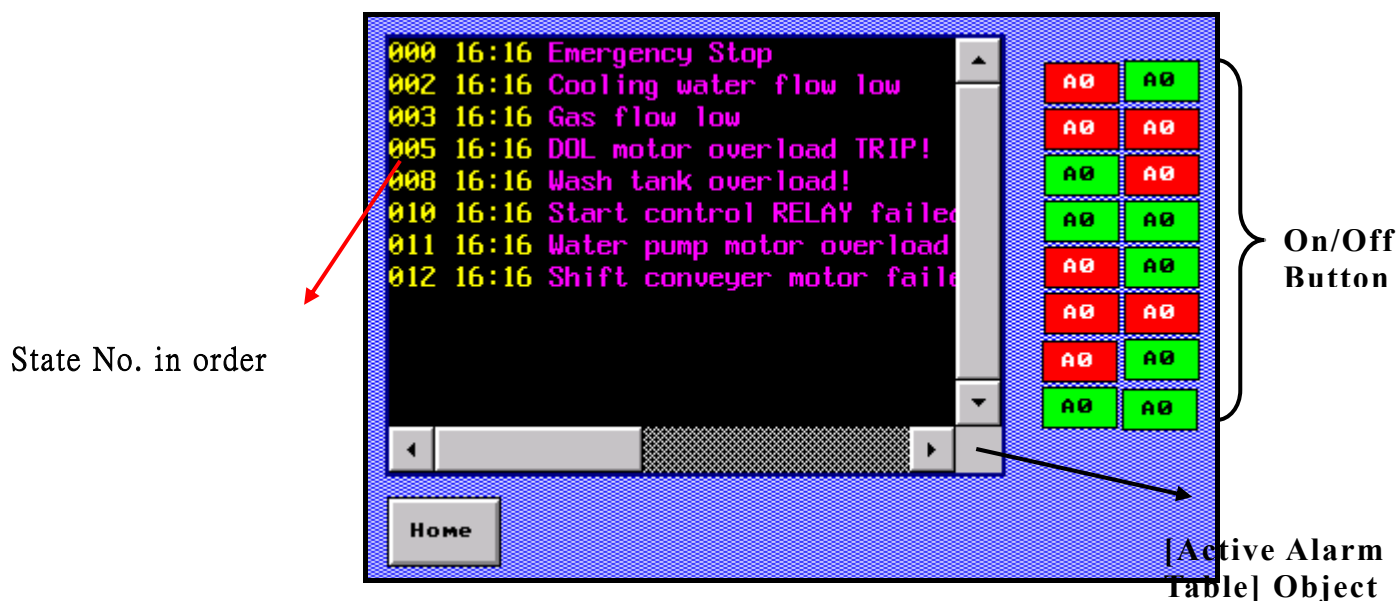 000 16:16 Emergency Stop
002 16:16 Cooling water flow low
003 16:16 Gas flow low
005 16:16 DOL motor overload TRIP!
008 16:16 Wash tank overload!
010 16:16 Start control RELAY failed
011 16:16 Water pump motor overload
012 16:16 Shift conveyer motor faile
A0 A0
A0 A0
A0 A0
A0 A0
A0 A0
A0 A0
A0 A0
A0 A0
On/Off
Button
State No. in order
Home
[Active Alarm
Table] Object